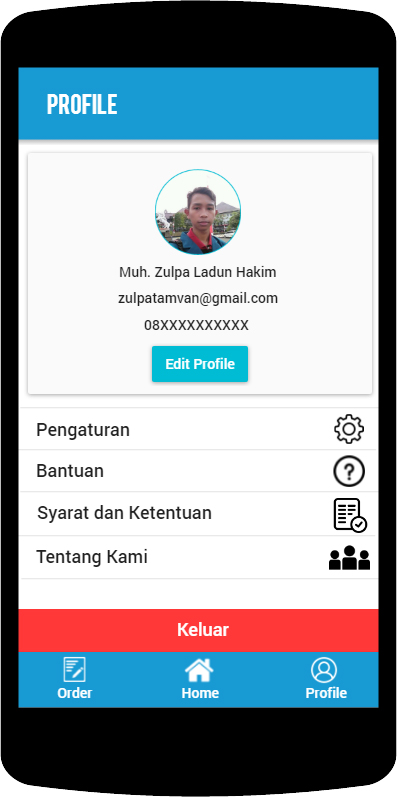 PROFILE
Muh. Zulpa Ladun Hakim
zulpatamvan@gmail.com
08XXXXXXXXXX
Edit Profile
Pengaturan
Bantuan
Syarat dan Ketentuan
Tentang Kami
Keluar
Order Home Profile